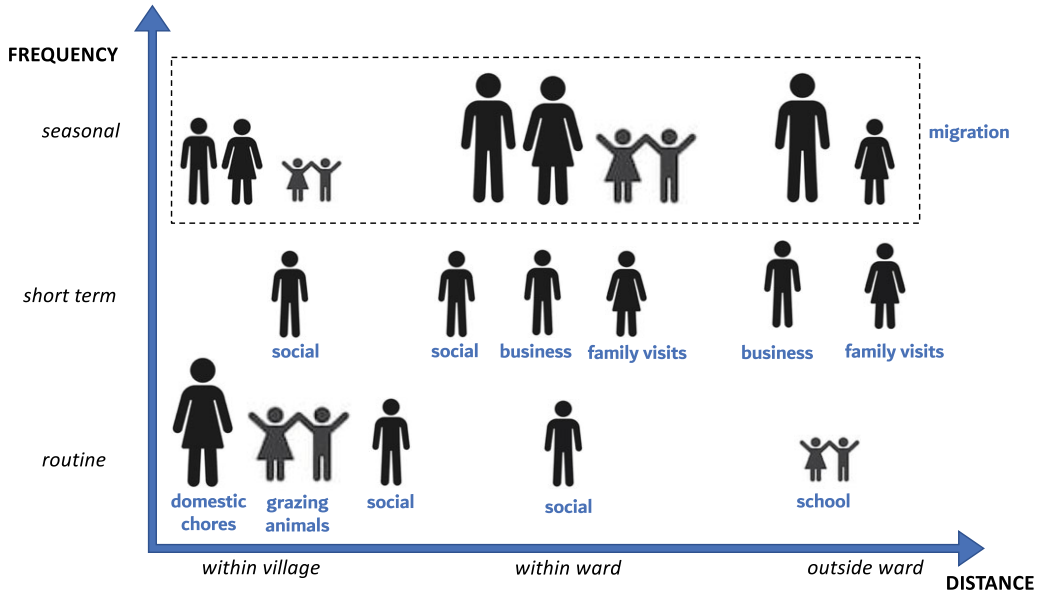 FREQUENCY
seasonal
migration
short term
social
social
business
family visits
business
family visits
routine
domestic
chores
grazing
animals
social
social
school
within village
within ward
outside ward
DISTANCE